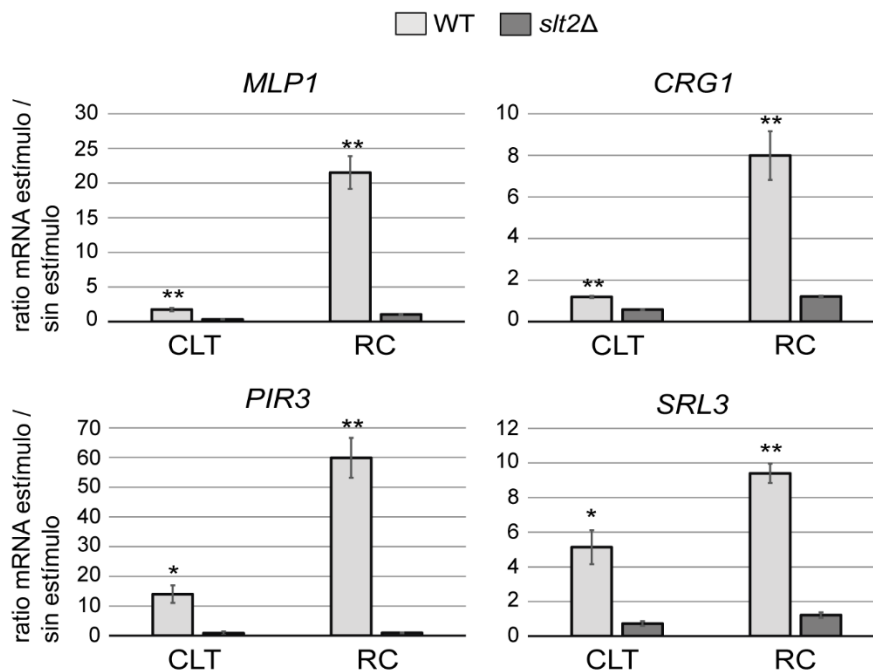 WT slt2Δ
MLP1
30
25
20
15
10
5
0
** **
CLT RC
ratio mRNA estímulo /
sin estímulo
CRG1
10
8
6
4
2
0
** **
CLT RC
PIR3
70
60
50
40
30
20
10
0
* **
CLT RC
ratio mRNA estímulo /
sin estímulo
SRL3
12
10
8
6
4
2
0
* **
CLT RC